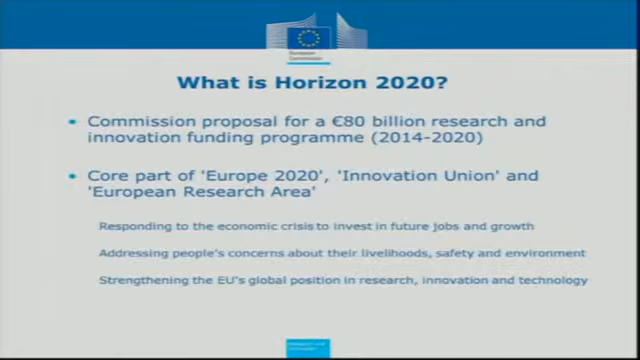 European
Commission
What is Horizon 2020?
Commission proposal for a €80 billion research and
innovation funding programme (2014-2020)
Core part of 'Europe 2020', 'Innovation Union' and
'European Research Area'
Responding to the economic crisis to invest in future jobs and growth
Addressing people's concerns about their livelihoods, safety and environment
Strengthening the EU's global position in research, innovation and technology